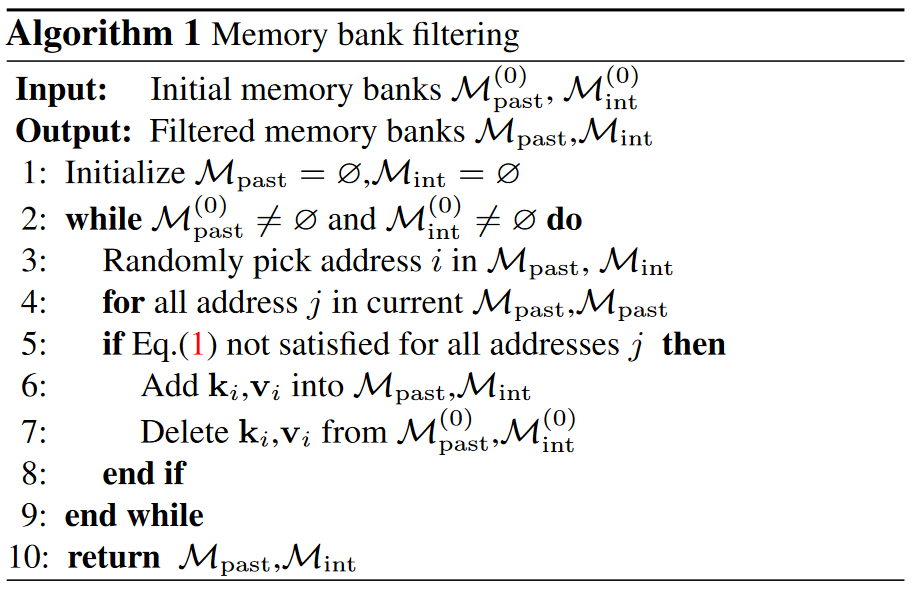 Algorithm 1 Memory bank filtering
Input: Initial memory banks $\mathcal{M}_{\text{past}}^{(0)}$, $\mathcal{M}_{\text{int}}^{(0)}$
Output: Filtered memory banks $\mathcal{M}_{\text{past}}$,$\mathcal{M}_{\text{int}}$
1: Initialize $\mathcal{M}_{\text{past}} = \varnothing$,$\mathcal{M}_{\text{int}} = \varnothing$
2: while $\mathcal{M}_{\text{past}}^{(0)} \neq \varnothing$ and $\mathcal{M}_{\text{int}}^{(0)} \neq \varnothing$ do
3: Randomly pick address $i$ in $\mathcal{M}_{\text{past}}$, $\mathcal{M}_{\text{int}}$
4: for all address $j$ in current $\mathcal{M}_{\text{past}}$,$\mathcal{M}_{\text{past}}$
5: if Eq.(1) not satisfied for all addresses $j$ then
6: Add $\mathbf{k}_i$,$\mathbf{v}_i$ into $\mathcal{M}_{\text{past}}$,$\mathcal{M}_{\text{int}}$
7: Delete $\mathbf{k}_i$,$\mathbf{v}_i$ from $\mathcal{M}_{\text{past}}^{(0)}$,$\mathcal{M}_{\text{int}}^{(0)}$
8: end if
9: end while
10: return $\mathcal{M}_{\text{past}}$,$\mathcal{M}_{\text{int}}$